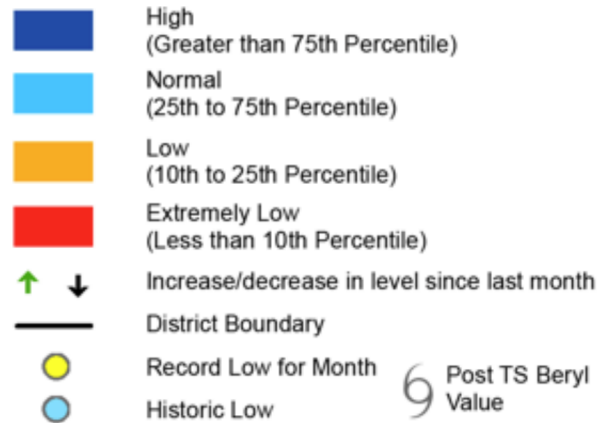 High
(Greater than 75th Percentile)
Normal
(25th to 75th Percentile)
Low
(10th to 25th Percentile)
Extremely Low
(Less than 10th Percentile)
Increase/decrease in level since last month
District Boundary
Record Low for Month
Historic Low
Post TS Beryl
Value